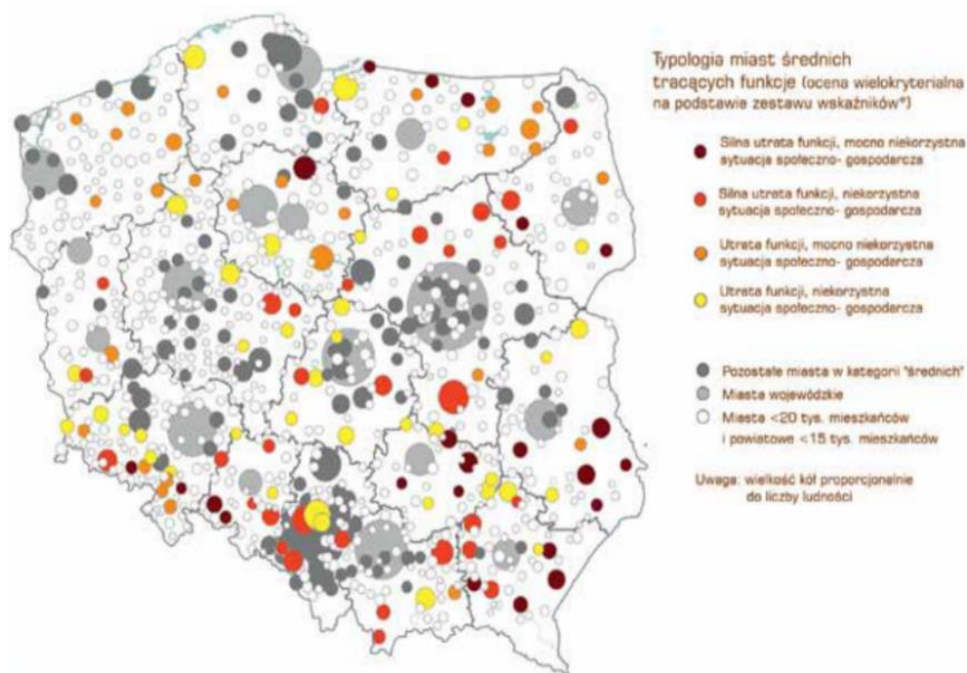 Typologia miast średnich
tracących funkcje (ocena wielokryterialna
na podstawie zestawu wskaźników*)
Silna utrata funkcji, mocno niekorzystna
sytuacja społeczno- gospodarcza
Silna utrata funkcji, niekorzystna
sytuacja społeczno- gospodarcza
Utrata funkcji, mocno niekorzystna
sytuacja społeczno- gospodarcza
Utrata funkcji, niekorzystna
sytuacja społeczno- gospodarcza
Pozostałe miasta w kategorii "średnich"
Miasta wojewódzkie
Miasta <20 tys. mieszkańców
i powiatowe <15 tys. mieszkańców
Uwaga: wielkość kół proporcjonalnie
do liczby ludności